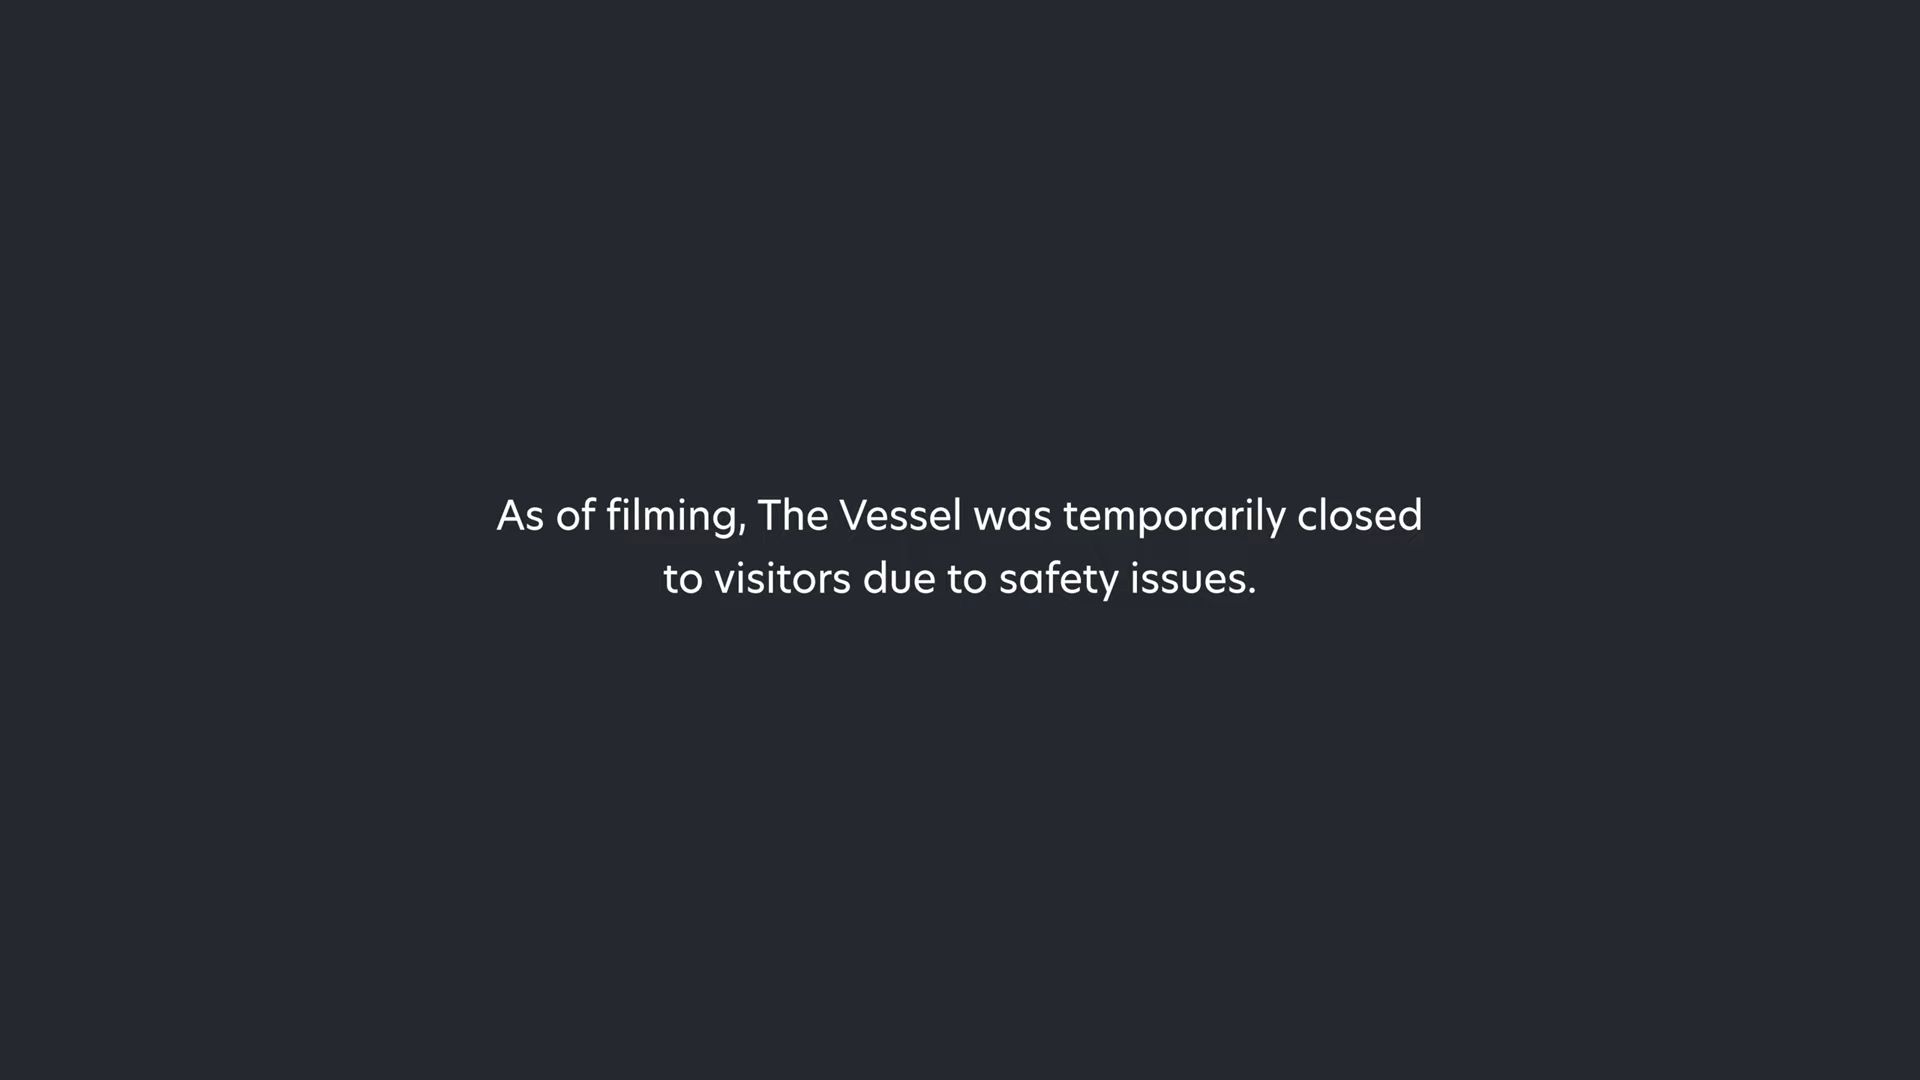 As of filming, The Vessel was temporarily closed
to visitors due to safety issues.